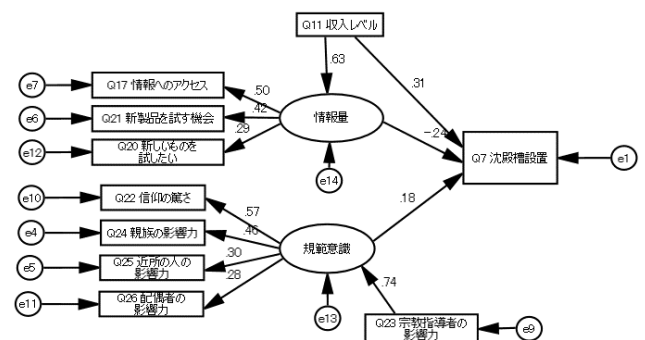 Q11 収入レベル
.63
.31
e7
Q17 情報へのアクセス
.50
e6
Q21 新製品を試す機会
.42
情報量
e12
Q20 新しいものを
試したい
.29
-.24
Q7 沈殿槽設置
e1
e14
e10
Q22 信仰の篤さ
.57
.18
e4
Q24 親族の影響力
.46
規範意識
e5
Q25 近所の人の
影響力
.30
e11
Q26 配偶者の
影響力
.28
.74
e13
Q23 宗教指導者の
影響力
e9